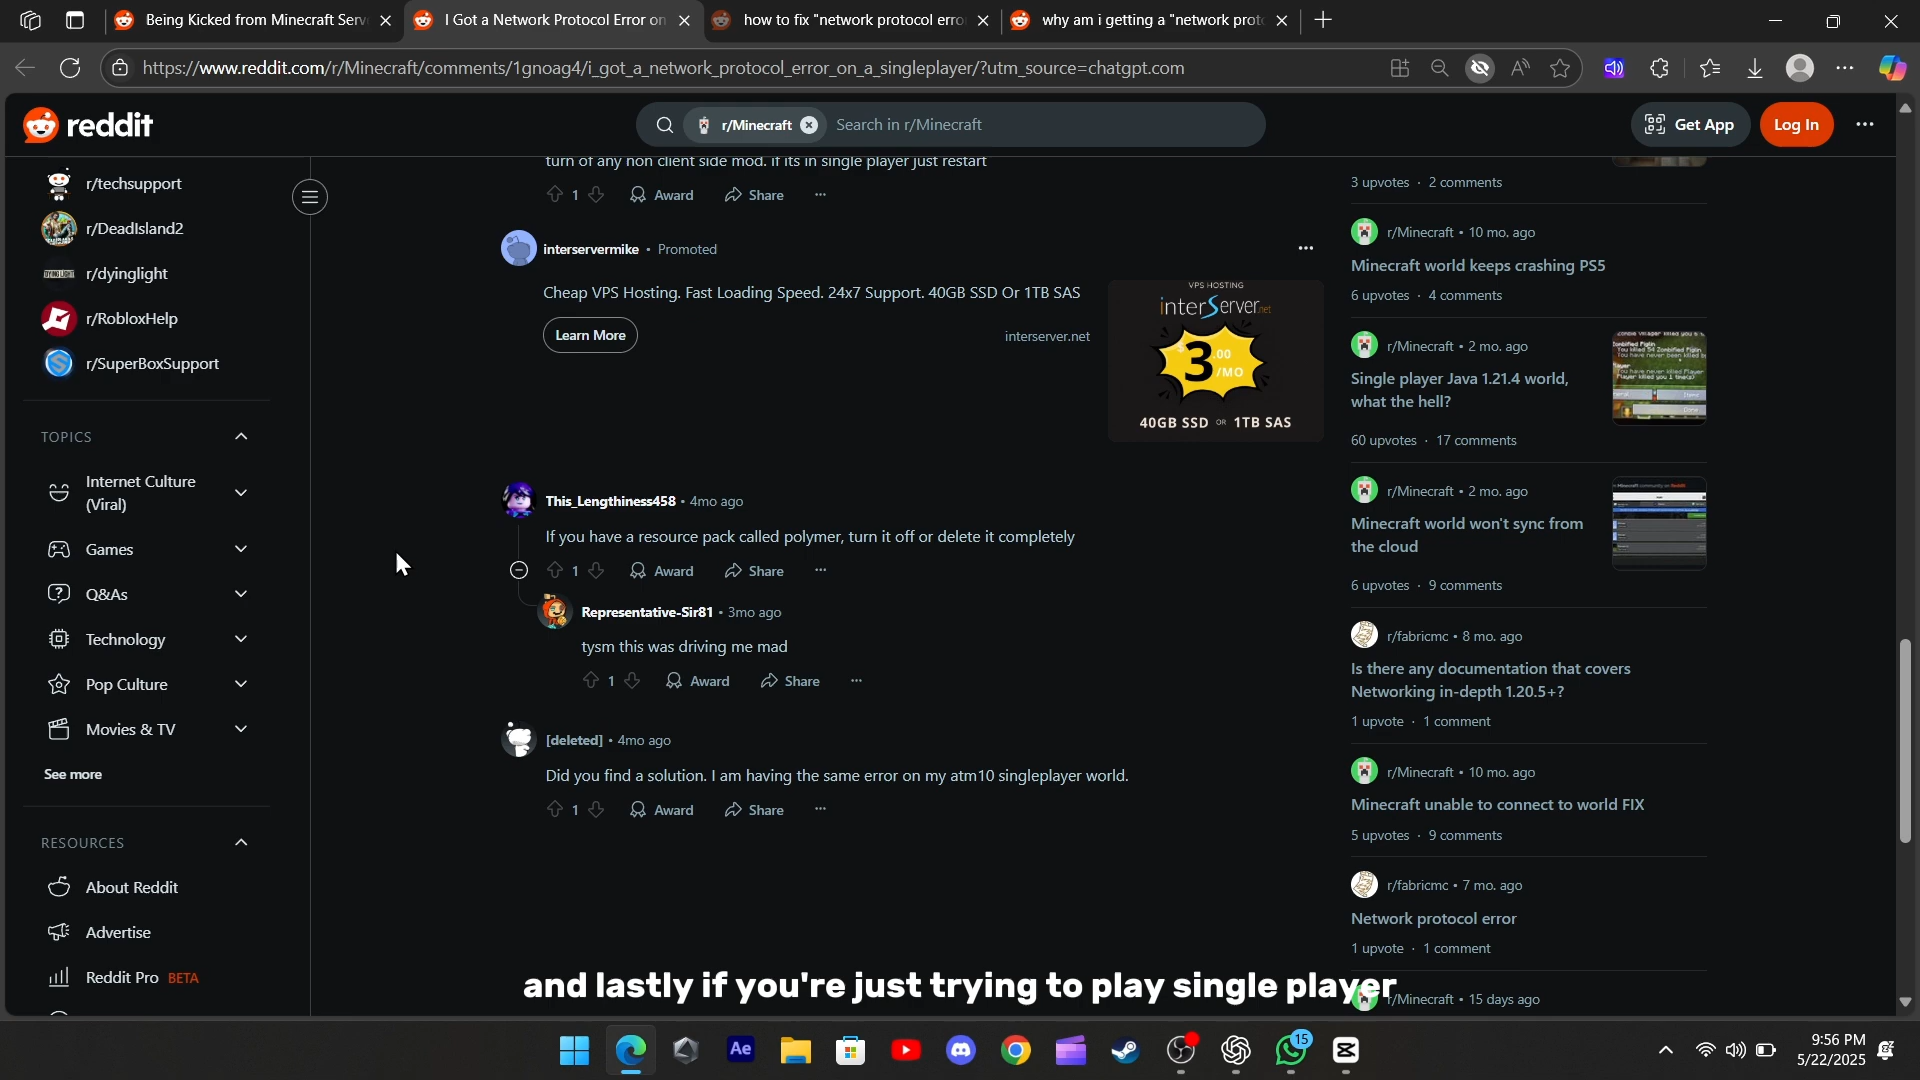 Being Kicked from Minecraft Serv
I Got a Network Protocol Error on
how to fix "network protocol erro
why am i getting a "network proto
https://www.reddit.com/r/Minecraft/comments/1gnoag4/i_got_a_network_protocol_error_on_a_singleplayer/?utm_source=chatgpt.com
reddit
r/Minecraft
Search in r/Minecraft
Get App
Log In
r/techsupport
r/DeadIsland2
r/dyinglight
r/RobloxHelp
r/SuperBoxSupport
TOPICS
Internet Culture
(Viral)
Games
Q&As
Technology
Pop Culture
Movies & TV
See more
RESOURCES
About Reddit
Advertise
Reddit Pro BETA
turn of any non client side mod. if its in single player just restart
1 Award Share
interservermike • Promoted
Cheap VPS Hosting. Fast Loading Speed. 24x7 Support. 40GB SSD Or 1TB SAS
Learn More
interserver.net
VPS HOSTING
interServer.net
$3.00 /MO
40GB SSD OR 1TB SAS
This_Lengthiness458 • 4mo ago
If you have a resource pack called polymer, turn it off or delete it completely
1 Award Share
Representative-Sir81 • 3mo ago
tysm this was driving me mad
1 Award Share
[deleted] • 4mo ago
Did you find a solution. I am having the same error on my atm10 singleplayer world.
1 Award Share
3 upvotes · 2 comments
r/Minecraft • 10 mo. ago
Minecraft world keeps crashing PS5
6 upvotes · 4 comments
r/Minecraft • 2 mo. ago
Single player Java 1.21.4 world,
what the hell?
60 upvotes · 17 comments
r/Minecraft • 2 mo. ago
Minecraft world won't sync from
the cloud
6 upvotes · 9 comments
r/fabricmc • 8 mo. ago
Is there any documentation that covers
Networking in-depth 1.20.5+?
1 upvote · 1 comment
r/Minecraft • 10 mo. ago
Minecraft unable to connect to world FIX
5 upvotes · 9 comments
r/fabricmc • 7 mo. ago
Network protocol error
1 upvote · 1 comment
r/Minecraft • 15 days ago
and lastly if you're just trying to play single player
Ae
15
9:56 PM
5/22/2025